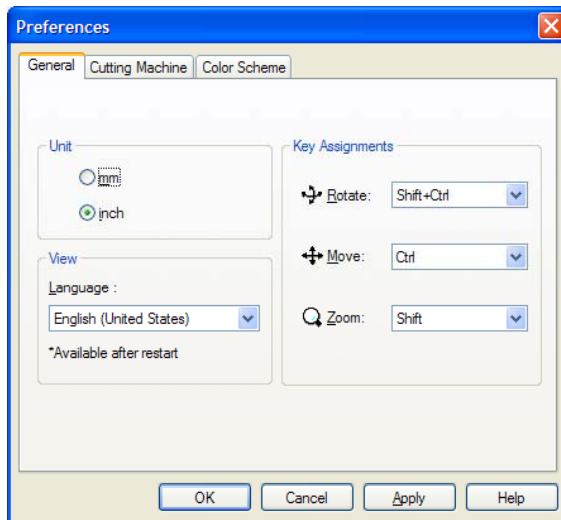 Preferences
General Cutting Machine Color Scheme
Unit
mm
inch
View
Language :
English (United States)
*Available after restart
Key Assignments
Rotate: Shift+Ctrl
Move: Ctrl
Zoom: Shift
OK Cancel Apply Help